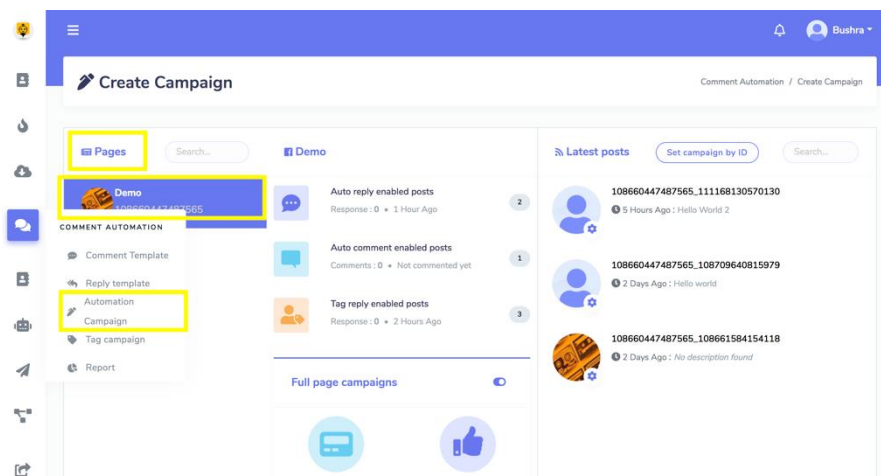 Bushra
Create Campaign
Comment Automation / Create Campaign
Pages
Search...
Demo
108660447487565
COMMENT AUTOMATION
Comment Template
Reply template
Automation
Campaign
Tag campaign
Report
Demo
Auto reply enabled posts
Response : 0 • 1 Hour Ago
2
Auto comment enabled posts
Comments : 0 • Not commented yet
1
Tag reply enabled posts
Response : 0 • 2 Hours Ago
3
Full page campaigns
Latest posts
Set campaign by ID
Search...
108660447487565_111168130570130
5 Hours Ago : Hello World 2
108660447487565_108709640815979
2 Days Ago : Hello world
108660447487565_108661584154118
2 Days Ago : No description found